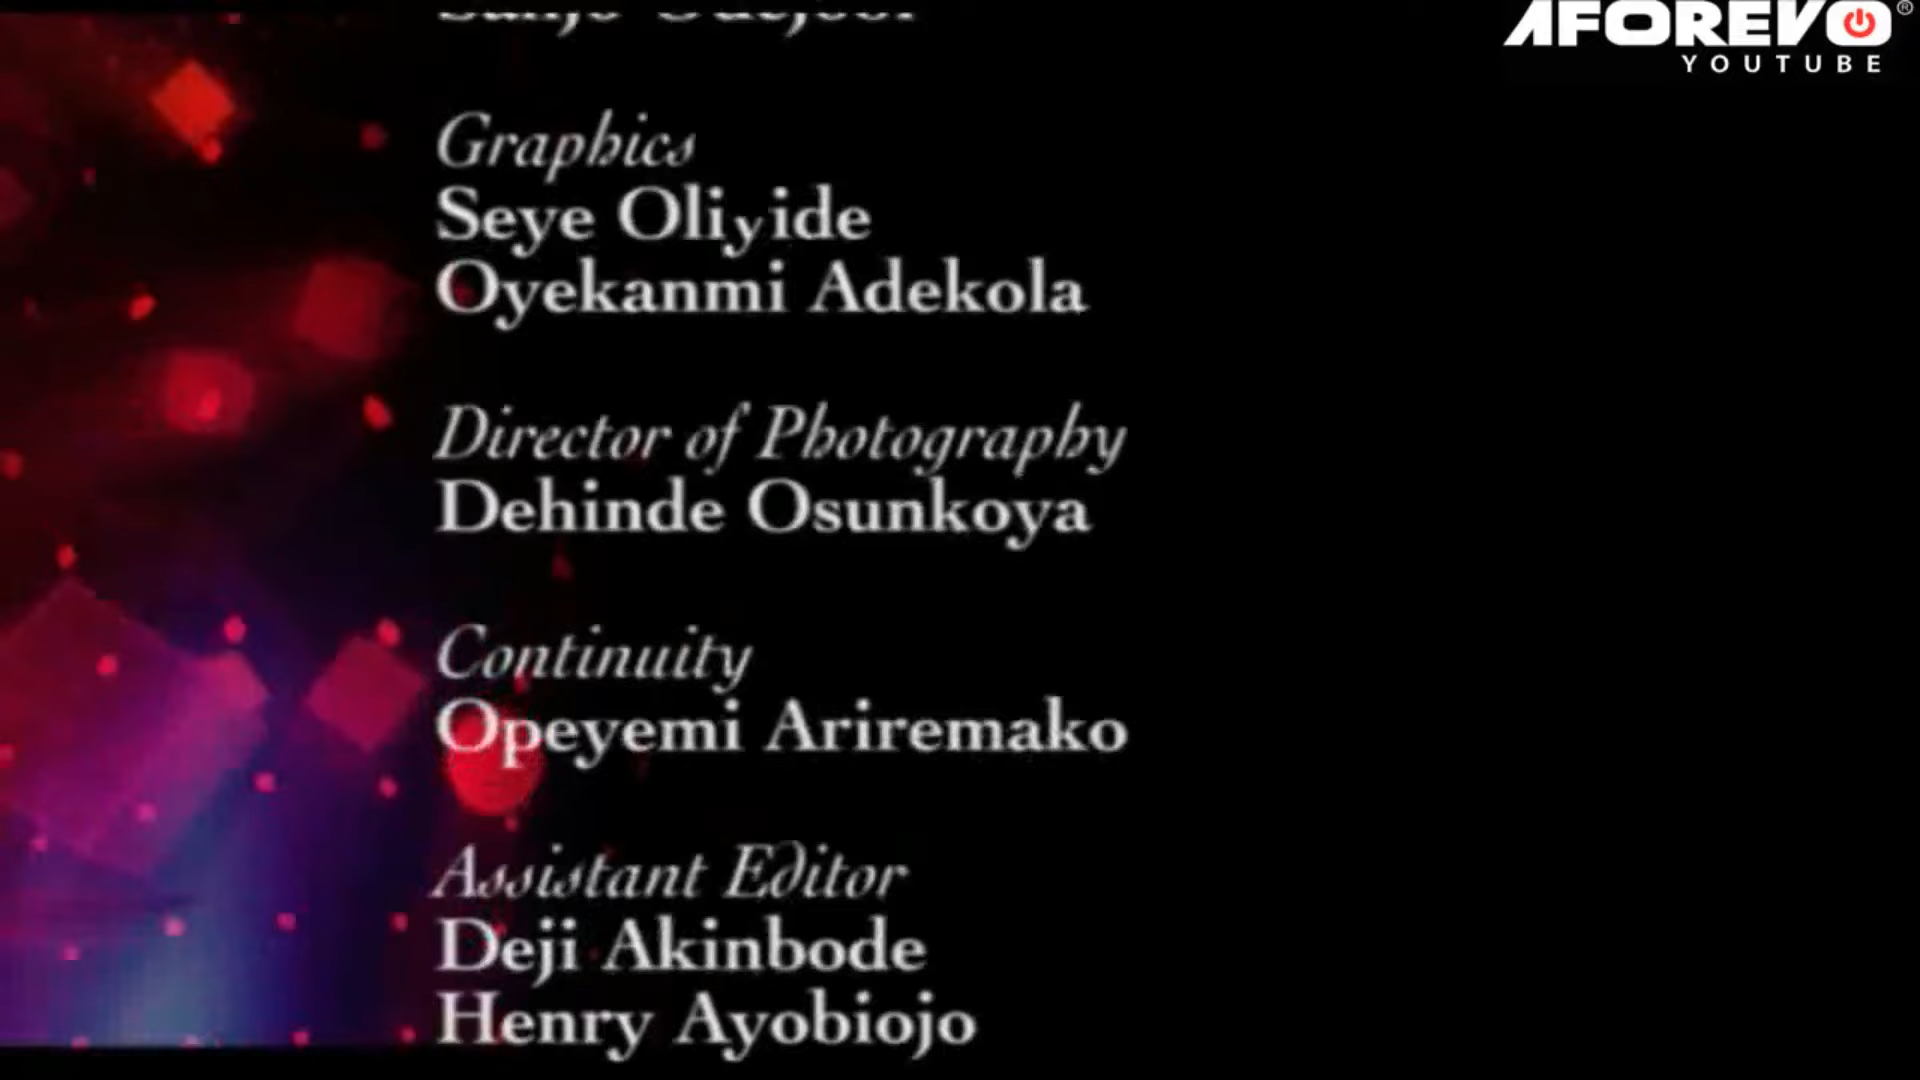 AFOREVO
YOUTUBE
Graphics
Seye Oliyide
Oyekanmi Adekola
Director of Photography
Dehinde Osunkoya
Continuity
Opeyemi Ariremako
Assistant Editor
Deji Akinbode
Henry Ayobiojo